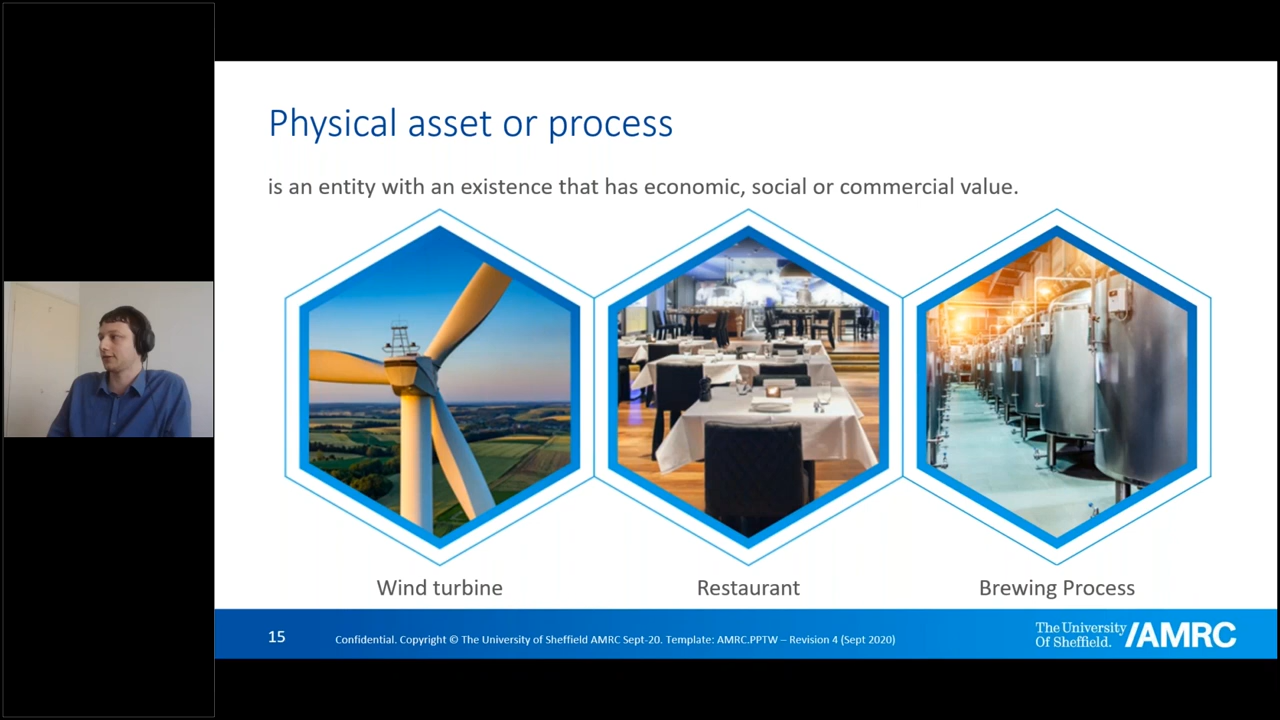 Physical asset or process
is an entity with an existence that has economic, social or commercial value.
Wind turbine
Restaurant
Brewing Process
15
Confidential. Copyright © The University of Sheffield AMRC Sept-20. Template: AMRC.PPTW – Revision 4 (Sept 2020)
The University
Of Sheffield.
AMRC